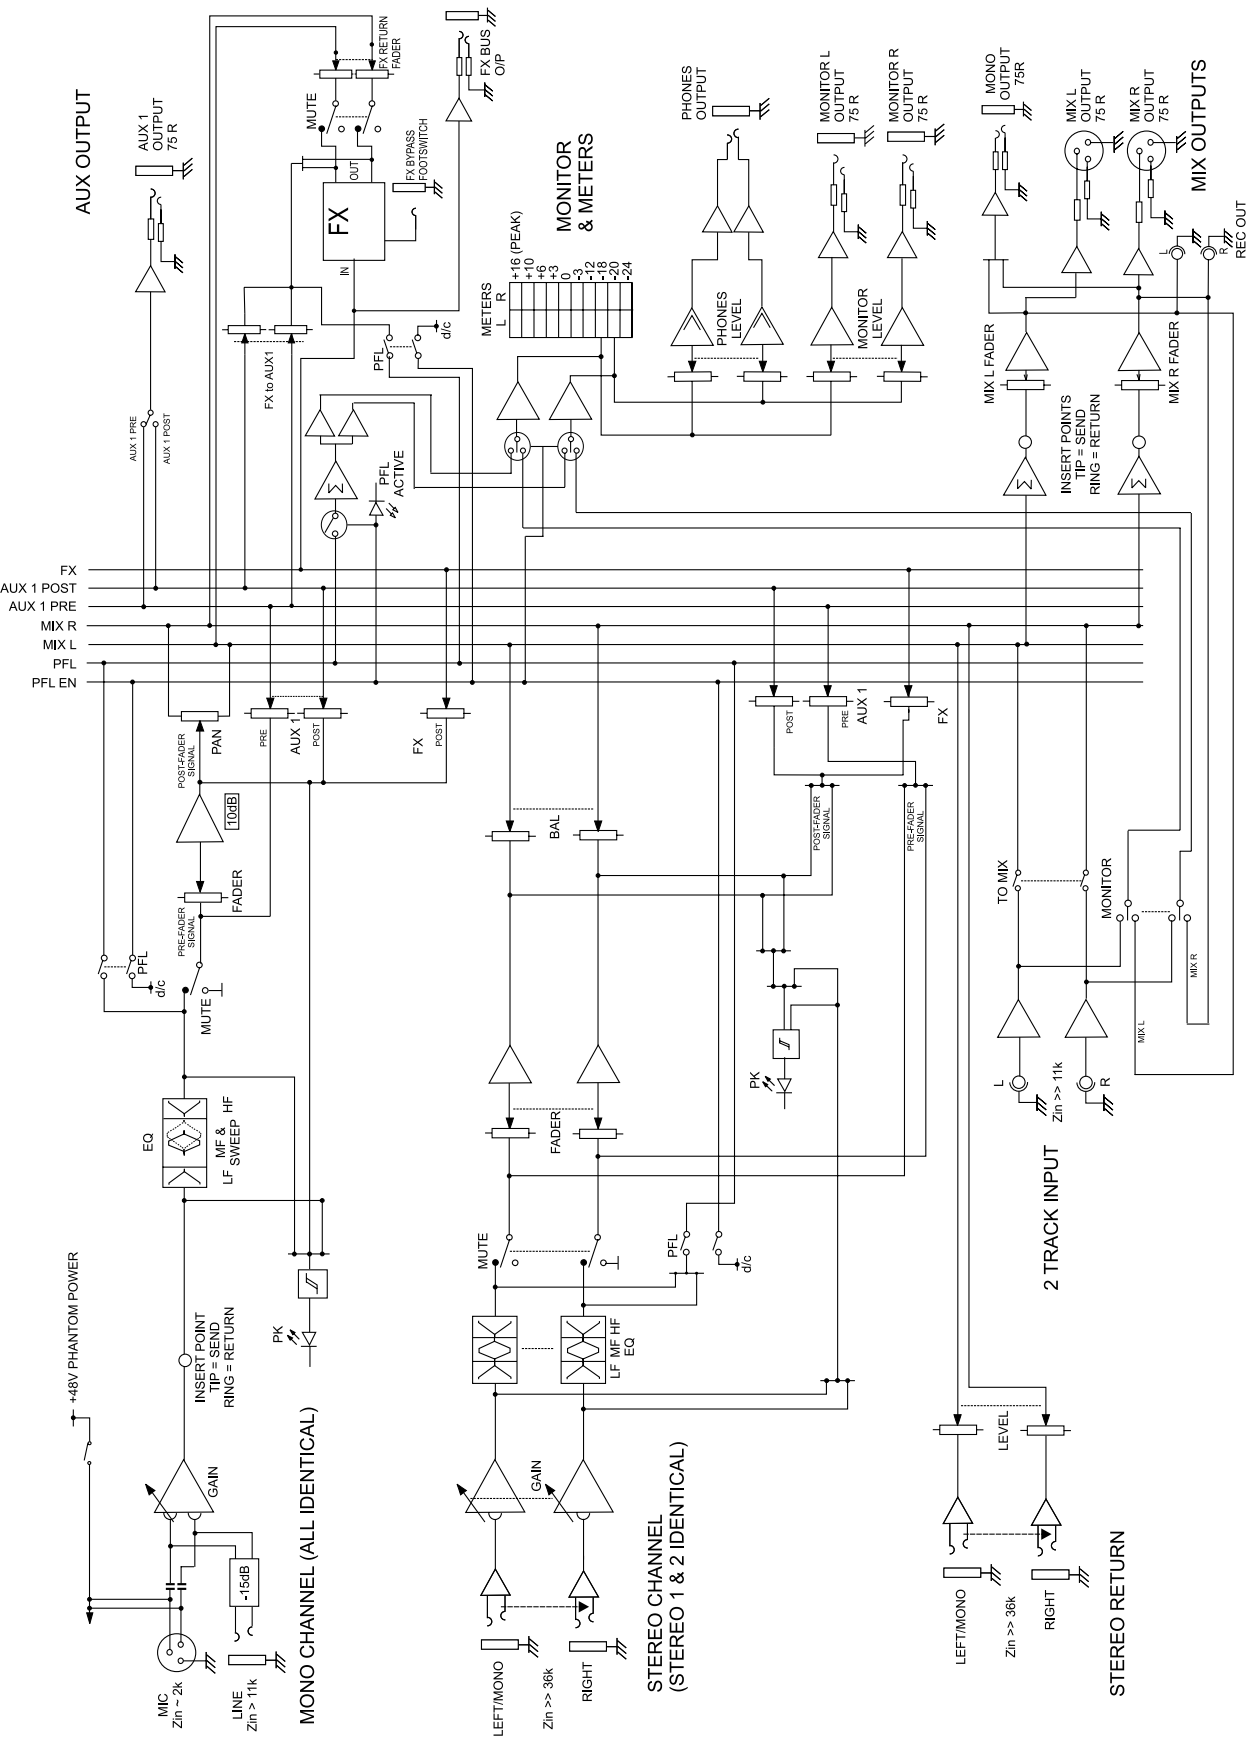 AUX OUTPUT
AUX 1
OUTPUT
75 R
AUX 1 PRE
AUX 1 POST
MUTE
FX RETURN
FADER
OUT
FX
IN
FX BYPASS
FOOTSWITCH
FX BUS
O/P
FX to AUX1
PFL
d/c
PFL
ACTIVE
Σ
MONITOR
& METERS
METERS
L R
+16 (PEAK)
+10
+6
+3
0
-3
-12
-18
-20
-24
PHONES
OUTPUT
PHONES
LEVEL
MONITOR L
OUTPUT
75 R
MONITOR R
OUTPUT
75 R
MONITOR
LEVEL
MONO
OUTPUT
75R
MIX L
OUTPUT
75 R
MIX R
OUTPUT
75 R
MIX OUTPUTS
L
R
REC OUT
MIX L FADER
MIX R FADER
INSERT POINTS
TIP = SEND
RING = RETURN
Σ
Σ
FX
AUX 1 POST
AUX 1 PRE
MIX R
MIX L
PFL
PFL EN
POST-FADER
SIGNAL
PAN
PRE
AUX 1
POST
FX
POST
10dB
FADER
PRE-FADER
SIGNAL
PFL
d/c
MUTE
EQ
LF
MF &
SWEEP
HF
+48V PHANTOM POWER
INSERT POINT
TIP = SEND
RING = RETURN
PK
GAIN
-15dB
MIC
Zin ~ 2k
LINE
Zin > 11k
MONO CHANNEL (ALL IDENTICAL)
BAL
POST
PRE
AUX 1
FX
POST-FADER
SIGNAL
PRE-FADER
SIGNAL
PK
FADER
MUTE
PFL
d/c
LF MF HF
EQ
GAIN
LEFT/MONO
Zin >> 36k
RIGHT
STEREO CHANNEL
(STEREO 1 & 2 IDENTICAL)
TO MIX
MONITOR
MIX L
MIX R
L
Zin >> 11k
R
2 TRACK INPUT
LEVEL
LEFT/MONO
Zin >> 36k
RIGHT
STEREO RETURN